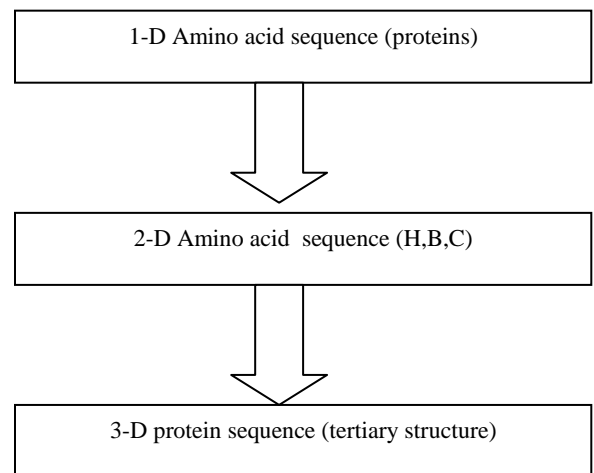 1-D Amino acid sequence (proteins)
2-D Amino acid sequence (H,B,C)
3-D protein sequence (tertiary structure)